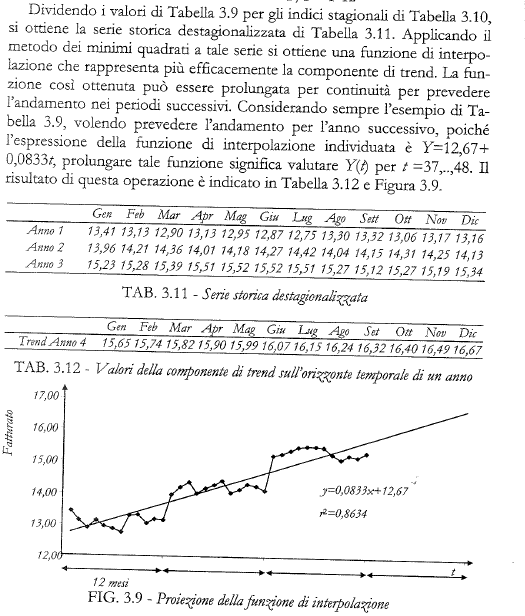 Dividendo i valori di Tabella 3.9 per gli indici stagionali di Tabella 3.10,
si ottiene la serie storica destagionalizzata di Tabella 3.11. Applicando il
metodo dei minimi quadrati a tale serie si ottiene una funzione di interpo-
lazione che rappresenta più efficacemente la componente di trend. La fun-
zione così ottenuta può essere prolungata per continuità per prevedere
l'andamento nei periodi successivi. Considerando sempre l'esempio di Ta-
bella 3.9, volendo prevedere l'andamento per l'anno successivo, poiché
l'espressione della funzione di interpolazione individuata è Y=12,67+
0,0833t, prolungare tale funzione significa valutare Y(t) per t =37,..,48. Il
risultato di questa operazione è indicato in Tabella 3.12 e Figura 3.9.
Gen Feb Mar Apr Mag Giu Lug Ago Sett Ott Nov Dic
Anno 1 13,41 13,13 12,90 13,13 12,95 12,87 12,75 13,30 13,32 13,06 13,17 13,16
Anno 2 13,96 14,21 14,36 14,01 14,18 14,27 14,42 14,04 14,15 14,31 14,25 14,13
Anno 3 15,23 15,28 15,39 15,51 15,52 15,52 15,51 15,27 15,12 15,27 15,19 15,34
TAB. 3.11 - Serie storica destagionalizzata
Gen Feb Mar Apr Mag Giu Lug Ago Set Ott Nov Dic
Trend Anno 4 15,65 15,74 15,82 15,90 15,99 16,07 16,15 16,24 16,32 16,40 16,49 16,67
TAB. 3.12 - Valori della componente di trend sull'orizzonte temporale di un anno
17,00
16,00
15,00
14,00
13,00
12,00
Fatturato
y=0,0833x+12,67
r²=0,8634
t
12 mesi
FIG. 3.9 - Proiezione della funzione di interpolazione